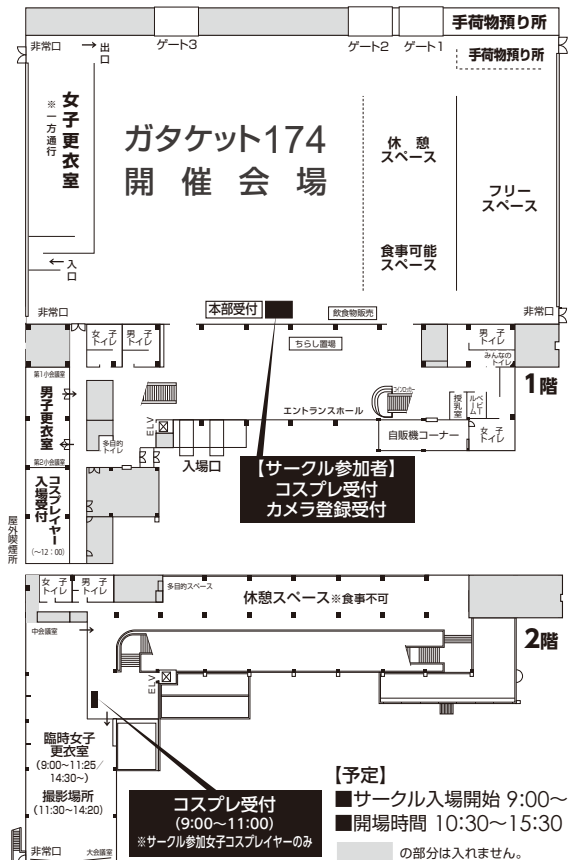 手荷物預り所
非常口
→出口
ゲート3
ゲート2
ゲート1
手荷物預り所
女子更衣室
※一方通行
ガタケット174
開催会場
休憩
スペース
フリー
スペース
食事可能
スペース
←入口
非常口
本部受付
飲食物販売
非常口
女子
トイレ
男子
トイレ
ちらし置場
男子
トイレ
みんなの
トイレ
1階
第1小会議室
男子更衣室
第2小会議室
ELV
多目的
トイレ
エントランスホール
授乳室
ベビー
ルーム
自販機コーナー
女子
トイレ
入場口
【サークル参加者】
コスプレ受付
カメラ登録受付
コスプレイヤー
入場受付
(~12:00)
屋外喫煙所
女子
トイレ
男子
トイレ
多目的スペース
休憩スペース※食事不可
2階
中会議室
ELV
臨時女子
更衣室
(9:00~11:25/
14:30~)
撮影場所
(11:30~14:20)
非常口
大会議室
コスプレ受付
(9:00~11:00)
※サークル参加女子コスプレイヤーのみ
【予定】
■サークル入場開始 9:00~
■開場時間 10:30~15:30
の部分は入れません。